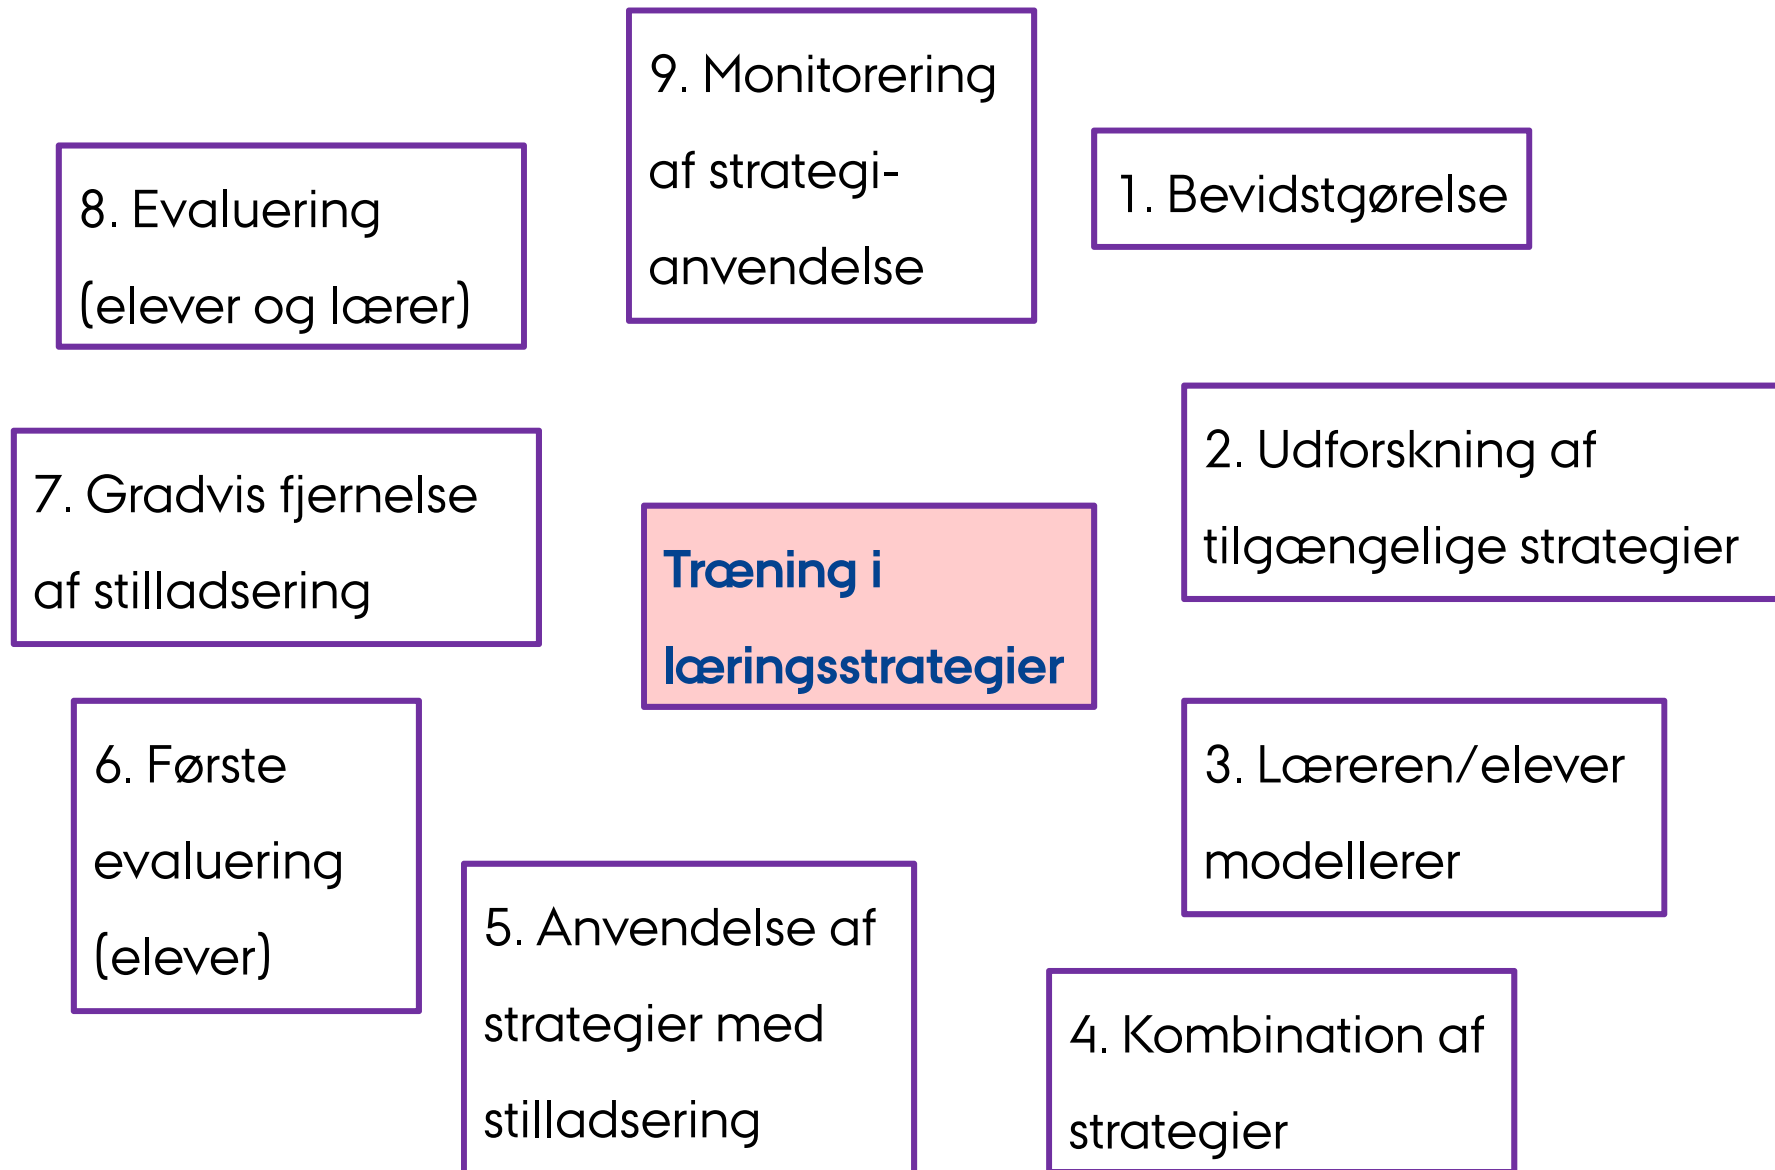 9. Monitorering
af strategi-
anvendelse
1. Bevidstgørelse
8. Evaluering
(elever og lærer)
2. Udforskning af
tilgængelige strategier
7. Gradvis fjernelse
af stilladsering
Træning i
læringsstrategier
3. Læreren/elever
modellerer
6. Første
evaluering
(elever)
5. Anvendelse af
strategier med
stilladsering
4. Kombination af
strategier